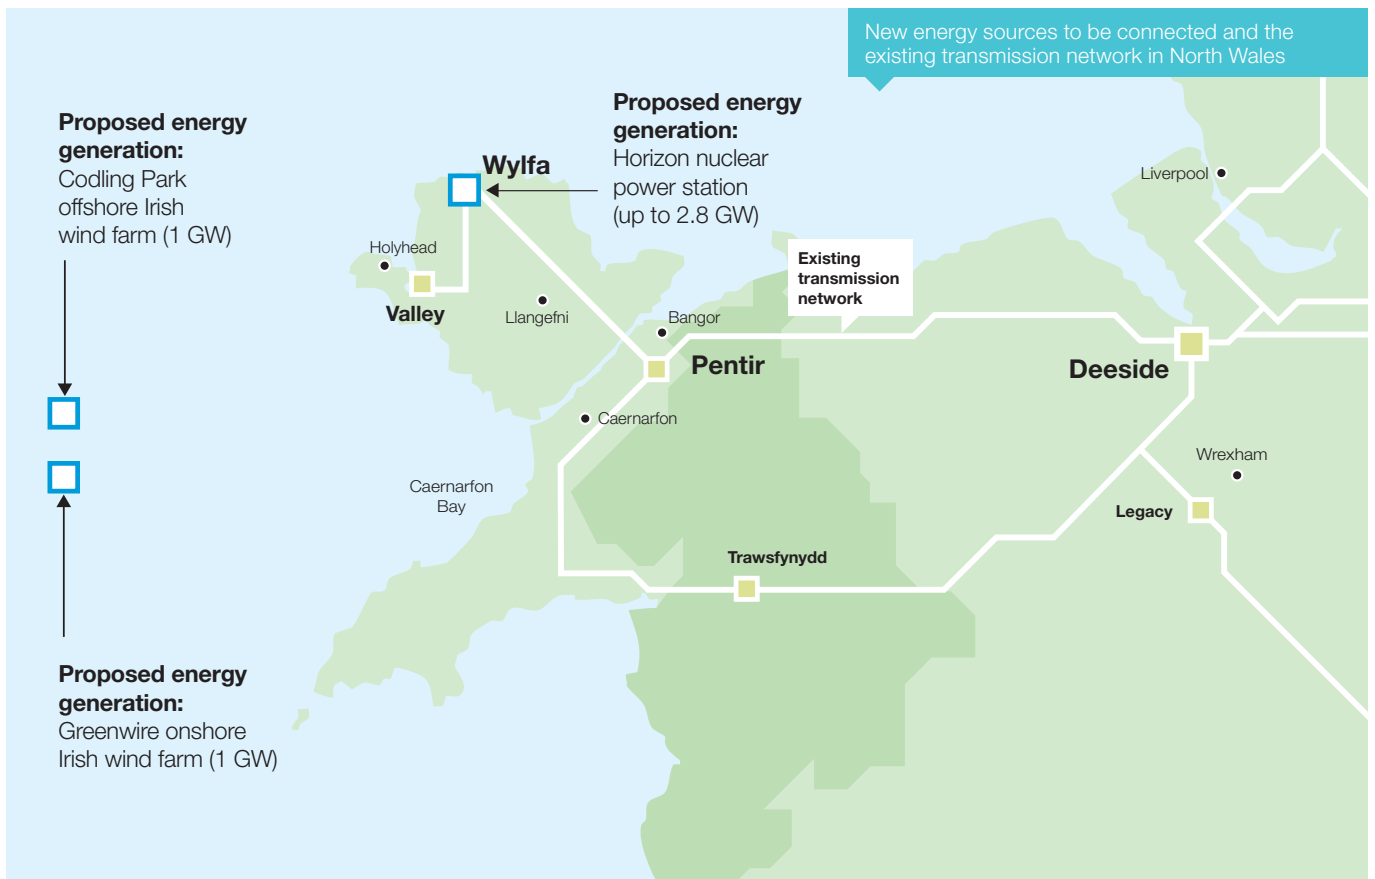 New energy sources to be connected and the
existing transmission network in North Wales
Proposed energy
generation:
Codling Park
offshore Irish
wind farm (1 GW)
Proposed energy
generation:
Horizon nuclear
power station
(up to 2.8 GW)
Wylfa
Liverpool
Holyhead
Existing
transmission
network
Valley
Llangefni
Bangor
Pentir
Deeside
Caernarfon
Wrexham
Caernarfon
Bay
Legacy
Trawsfynydd
Proposed energy
generation:
Greenwire onshore
Irish wind farm (1 GW)